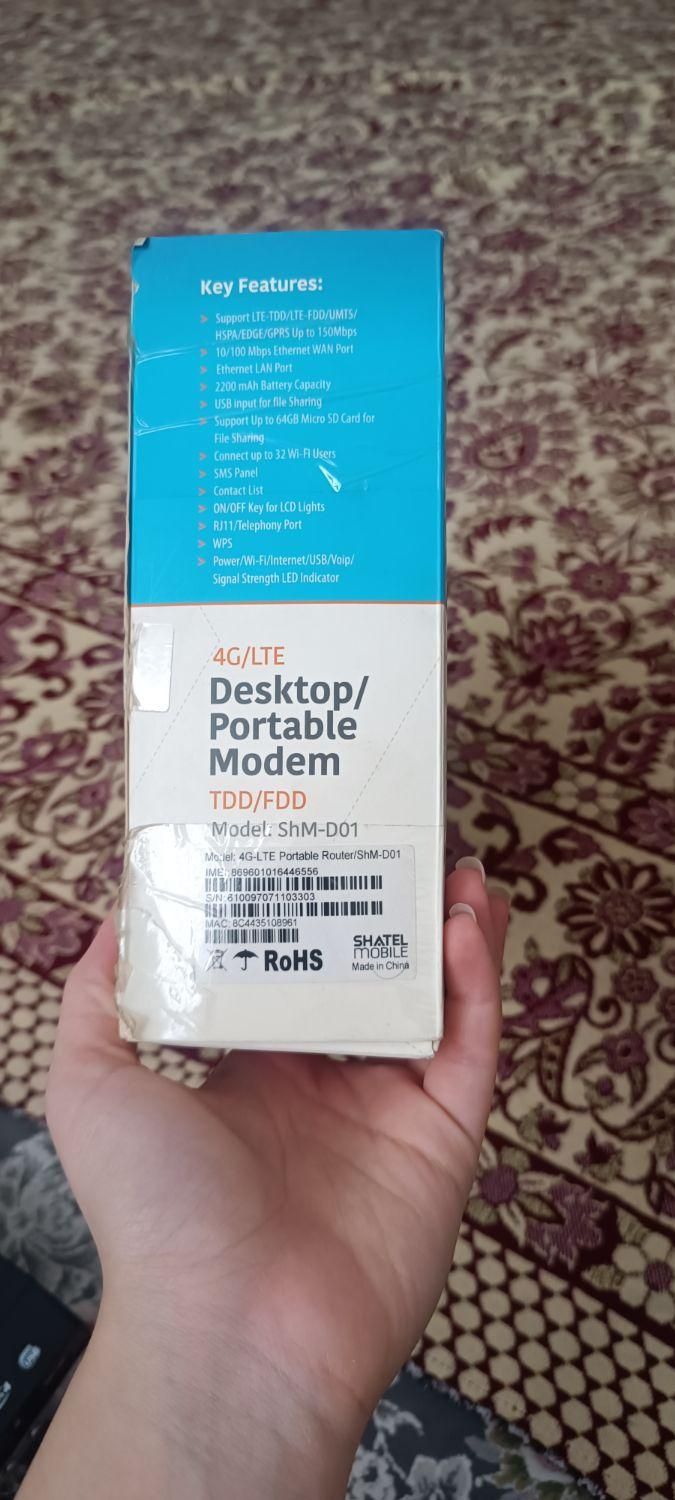 Key Features:
➤ Support LTE-TDD/LTE-FDD/UMTS/
HSPA/EDGE/GPRS Up to 150Mbps
➤ 10/100 Mbps Ethernet WAN Port
➤ Ethernet LAN Port
➤ 2200 mAh Battery Capacity
➤ USB input for file Sharing
➤ Support Up to 64GB Micro SD Card for
File Sharing
➤ Connect up to 32 Wi-Fi Users
➤ SMS Panel
➤ Contact List
➤ ON/OFF Key for LCD Lights
➤ RJ11/Telephony Port
➤ WPS
➤ Power/Wi-Fi/Internet/USB/Voip/
Signal Strength LED Indicator
4G/LTE
Desktop/
Portable
Modem
TDD/FDD
Model: ShM-D01
Model: 4G-LTE Portable Router/ShM-D01
IMEI: 869601016446556
S/N: 610097071103303
MAC: 8C4435108961
RoHS
SHATEL
MOBILE
Made in China